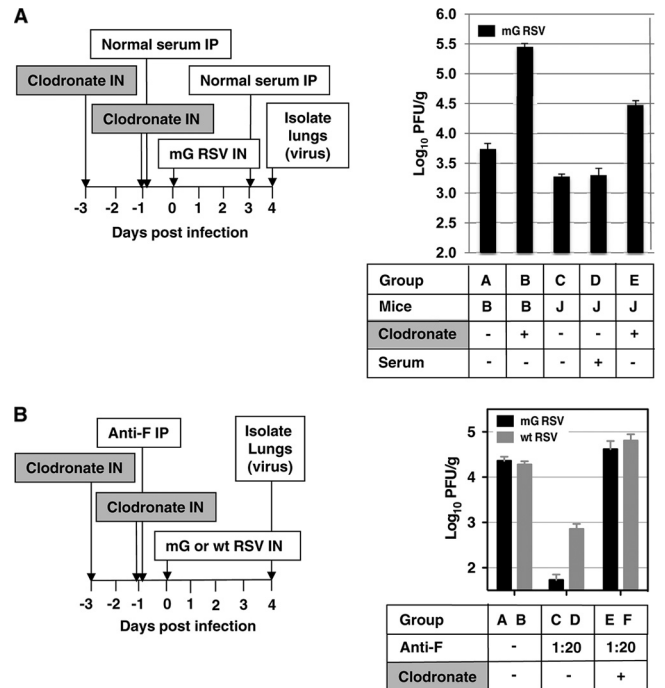 A
Normal serum IP
Clodronate IN
Normal serum IP
Clodronate IN
Isolate
lungs
(virus)
mG RSV IN
-3 -2 -1 0 1 2 3 4
Days post infection
mG RSV
Log10 PFU/g
6.0
5.5
5.0
4.5
4.0
3.5
3.0
2.5
2.0
Group A B C D E
Mice B B J J J
Clodronate - + - - +
Serum - - - + -
B
Anti-F IP
Isolate
Lungs
(virus)
Clodronate IN
Clodronate IN
mG or wt RSV IN
-3 -2 -1 0 1 2 3 4
Days post infection
mG RSV
wt RSV
Log10 PFU/g
5
4
3
2
Group A B C D E F
Anti-F - 1:20 1:20
Clodronate - - +